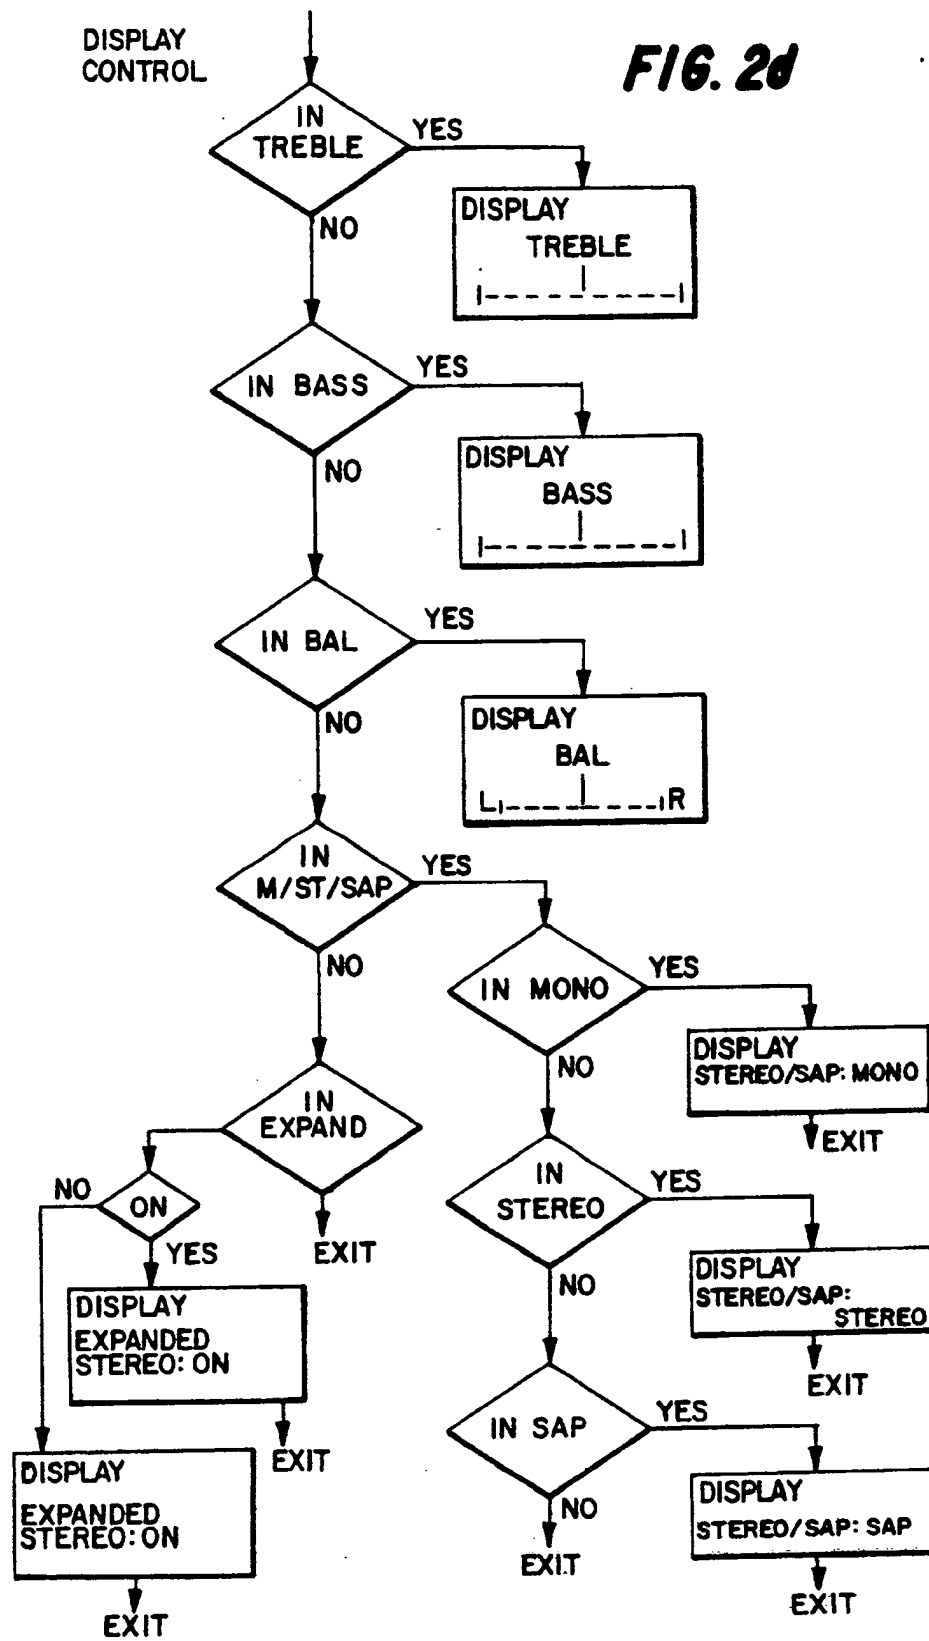 DISPLAY
CONTROL
FIG. 2d
IN
TREBLE
YES
NO
DISPLAY
TREBLE
IN BASS
YES
NO
DISPLAY
BASS
IN BAL
YES
NO
DISPLAY
BAL
L R
IN
M/ST/SAP
YES
NO
IN MONO
YES
NO
DISPLAY
STEREO/SAP: MONO
EXIT
IN
EXPAND
EXIT
NO
ON
YES
DISPLAY
EXPANDED
STEREO: ON
EXIT
DISPLAY
EXPANDED
STEREO: ON
EXIT
IN
STEREO
YES
NO
DISPLAY
STEREO/SAP:
STEREO
EXIT
IN SAP
YES
NO
EXIT
DISPLAY
STEREO/SAP: SAP
EXIT